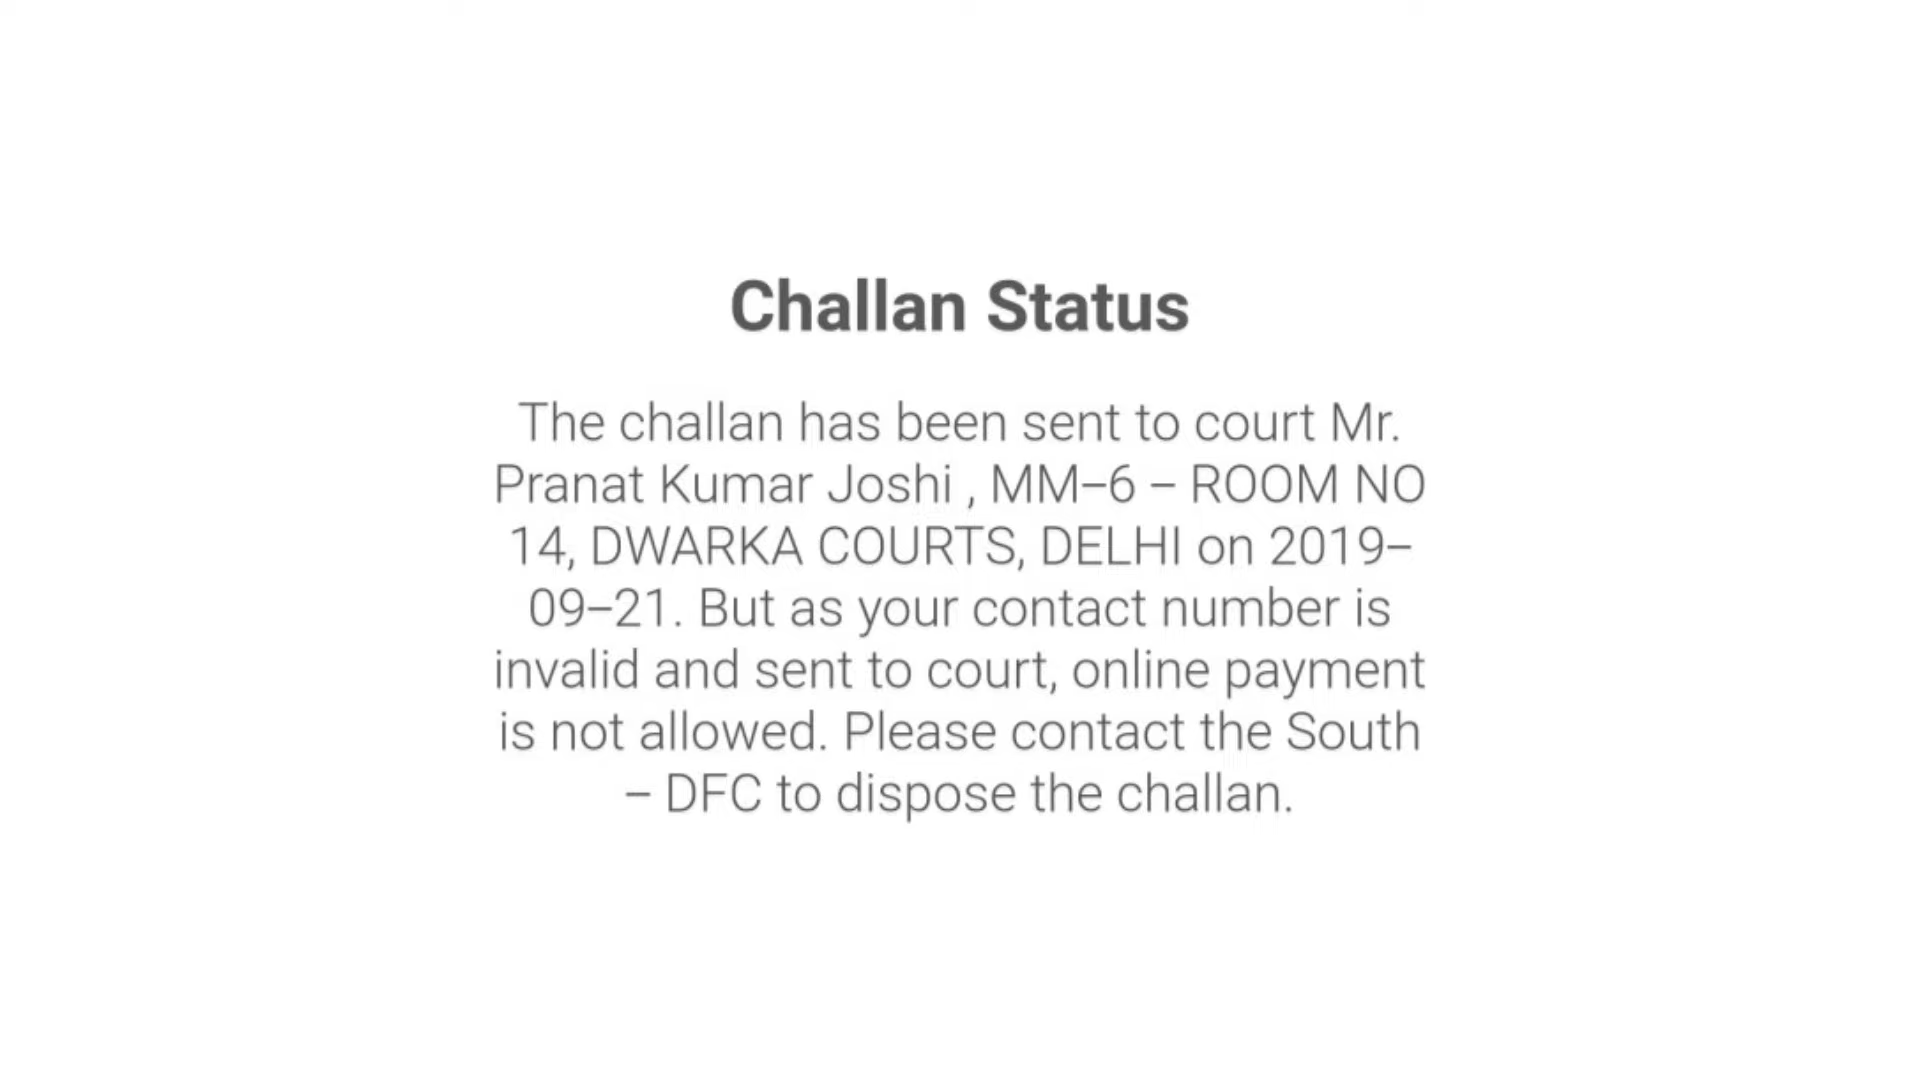 Challan Status
The challan has been sent to court Mr.
Pranat Kumar Joshi , MM–6 – ROOM NO
14, DWARKA COURTS, DELHI on 2019–
09–21. But as your contact number is
invalid and sent to court, online payment
is not allowed. Please contact the South
– DFC to dispose the challan.